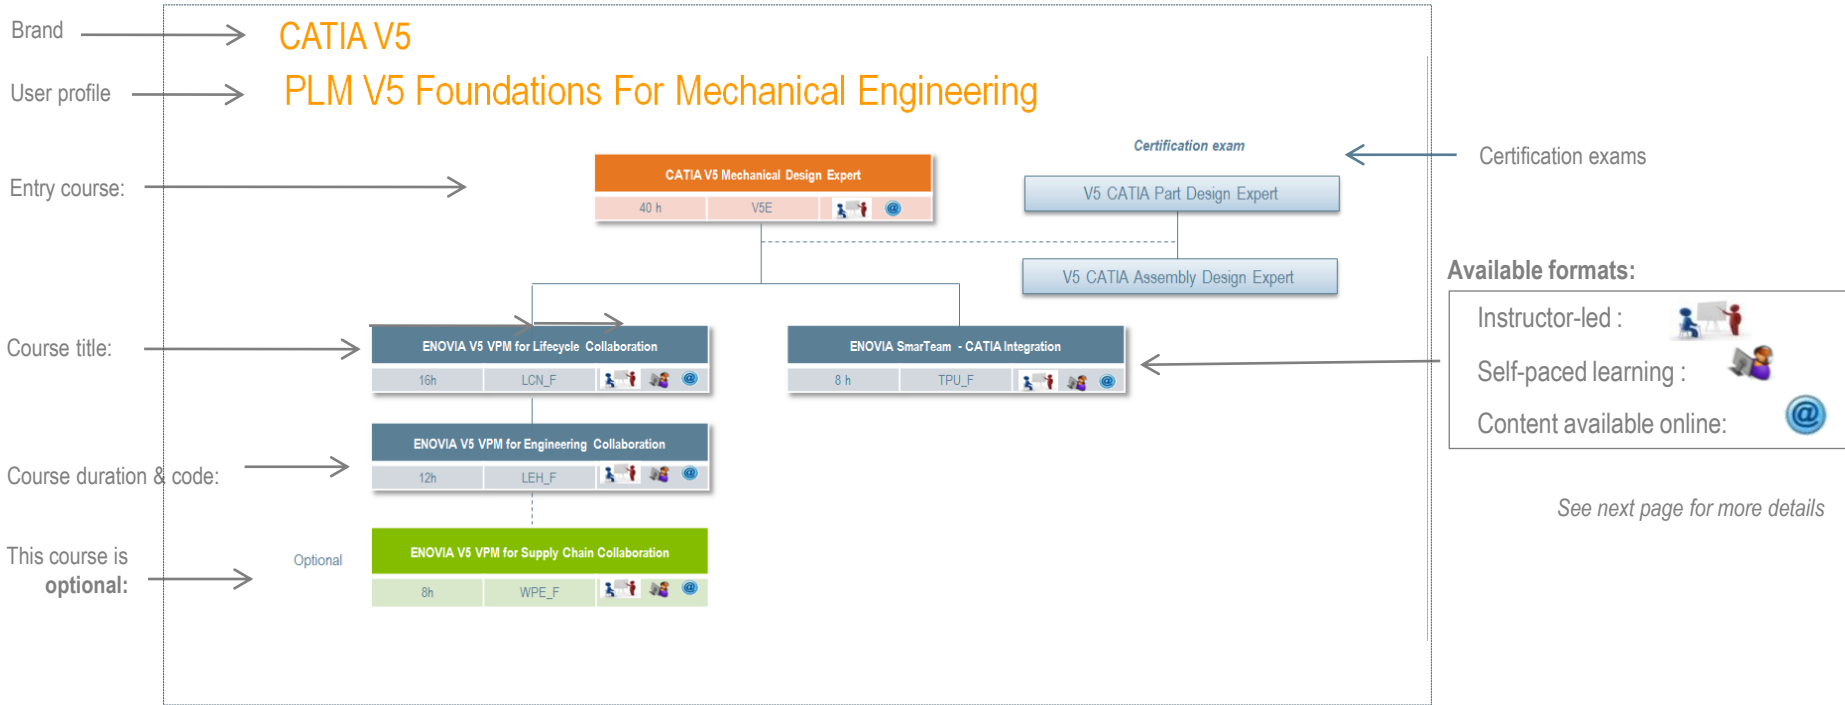 Brand
CATIA V5
User profile
PLM V5 Foundations For Mechanical Engineering
Certification exam
Certification exams
Entry course:
CATIA V5 Mechanical Design Expert
40 h V5E
V5 CATIA Part Design Expert
V5 CATIA Assembly Design Expert
Available formats:
Instructor-led :
Self-paced learning :
Content available online:
See next page for more details
Course title:
ENOVIA V5 VPM for Lifecycle Collaboration
16h LCN_F
ENOVIA SmarTeam - CATIA Integration
8 h TPU_F
Course duration & code:
ENOVIA V5 VPM for Engineering Collaboration
12h LEH_F
This course is
optional:
Optional
ENOVIA V5 VPM for Supply Chain Collaboration
8h WPE_F